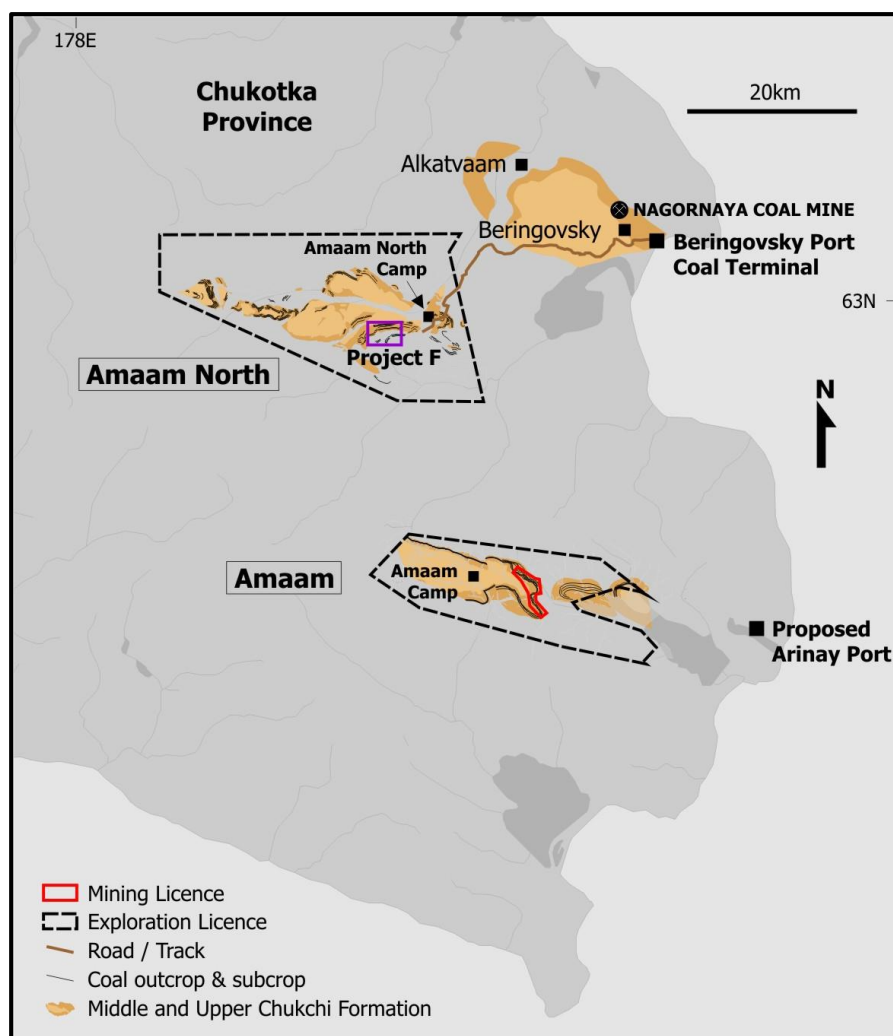 178E
Chukotka
Province
20km
Alkatvaam
NAGORNAYA COAL MINE
Beringovsky
Beringovsky Port
Coal Terminal
Amaam North
Camp
63N
Project F
Amaam North
N
Amaam
Amaam
Camp
Proposed
Arinay Port
Mining Licence
Exploration Licence
Road / Track
Coal outcrop & subcrop
Middle and Upper Chukchi Formation